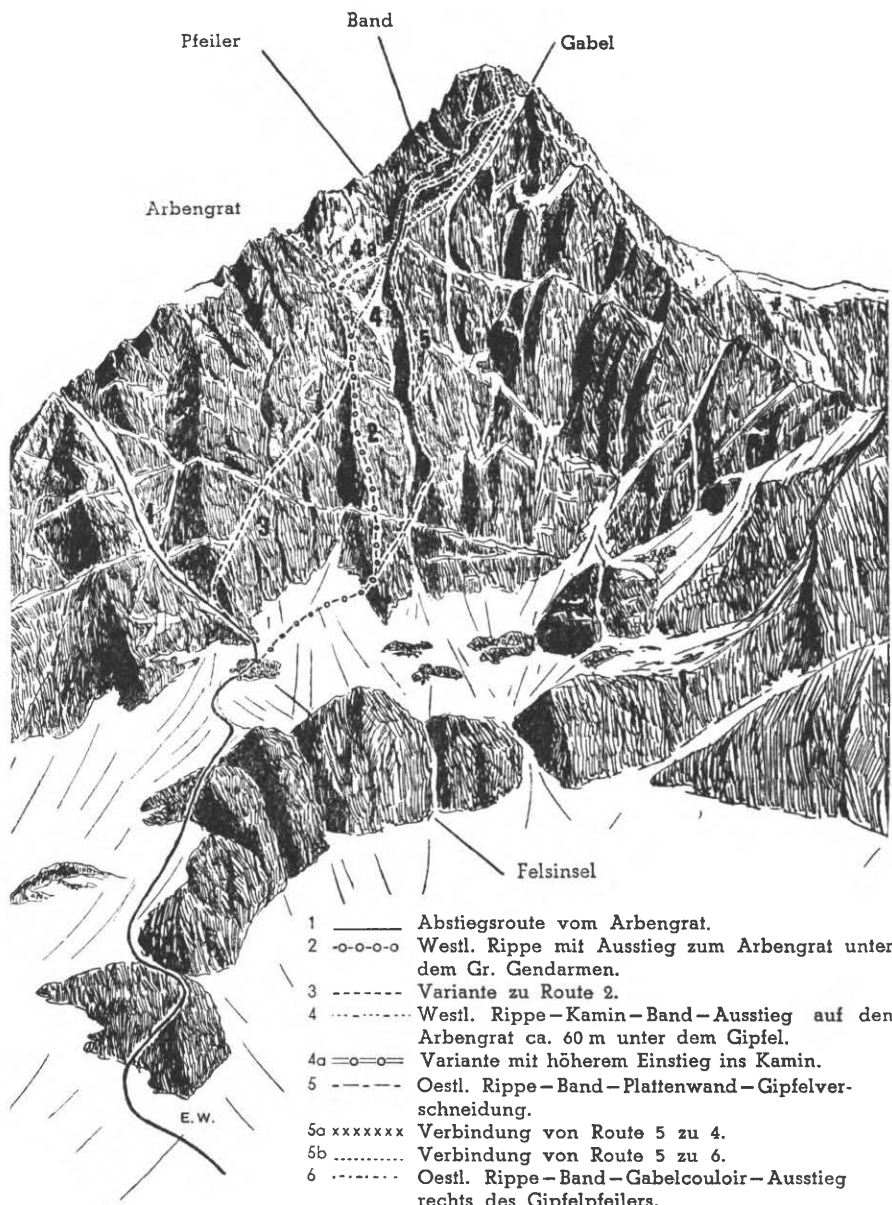 Band
Pfeiler
Gabel
Arbengrat
4a
4
5
2
1
3
Felsinsel
1 Abstiegsroute vom Arbengrat.
2 Westl. Rippe mit Ausstieg zum Arbengrat unter
dem Gr. Gendarmen.
3 Variante zu Route 2.
4 Westl. Rippe—Kamin—Band—Ausstieg auf den
Arbengrat ca. 60 m unter dem Gipfel.
4a Variante mit höherem Einstieg ins Kamin.
5 Oestl. Rippe—Band—Plattenwand—Gipfelver-
schneidung.
E.W.
5a xxxxxxx Verbindung von Route 5 zu 4.
5b Verbindung von Route 5 zu 6.
6 Oestl. Rippe—Band—Gabelcouloir—Ausstieg
rechts des Gipfelpfeilers.